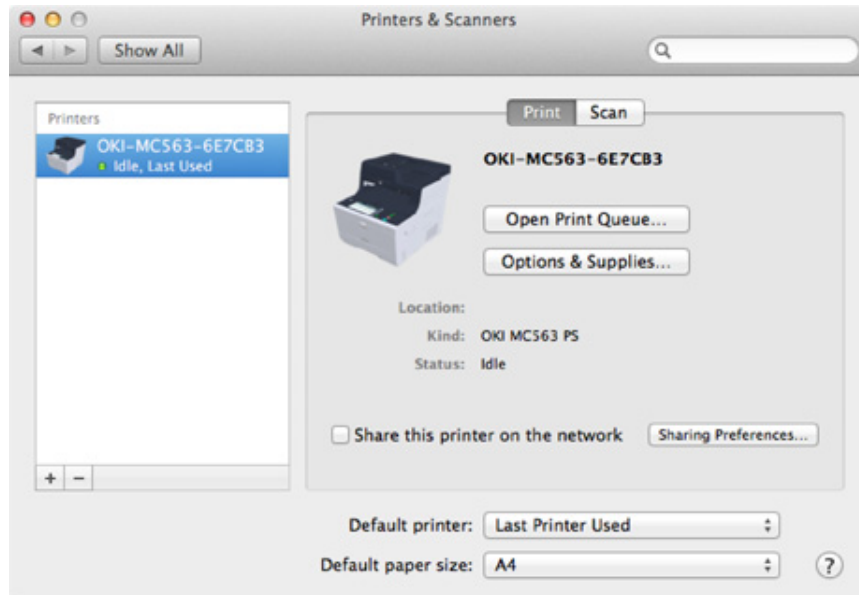 Printers & Scanners
Show All
Printers
OKI-MC563-6E7CB3
Idle, Last Used
+ −
Print Scan
OKI-MC563-6E7CB3
Open Print Queue...
Options & Supplies...
Location:
Kind: OKI MC563 PS
Status: Idle
Share this printer on the network Sharing Preferences...
Default printer: Last Printer Used
Default paper size: A4
?